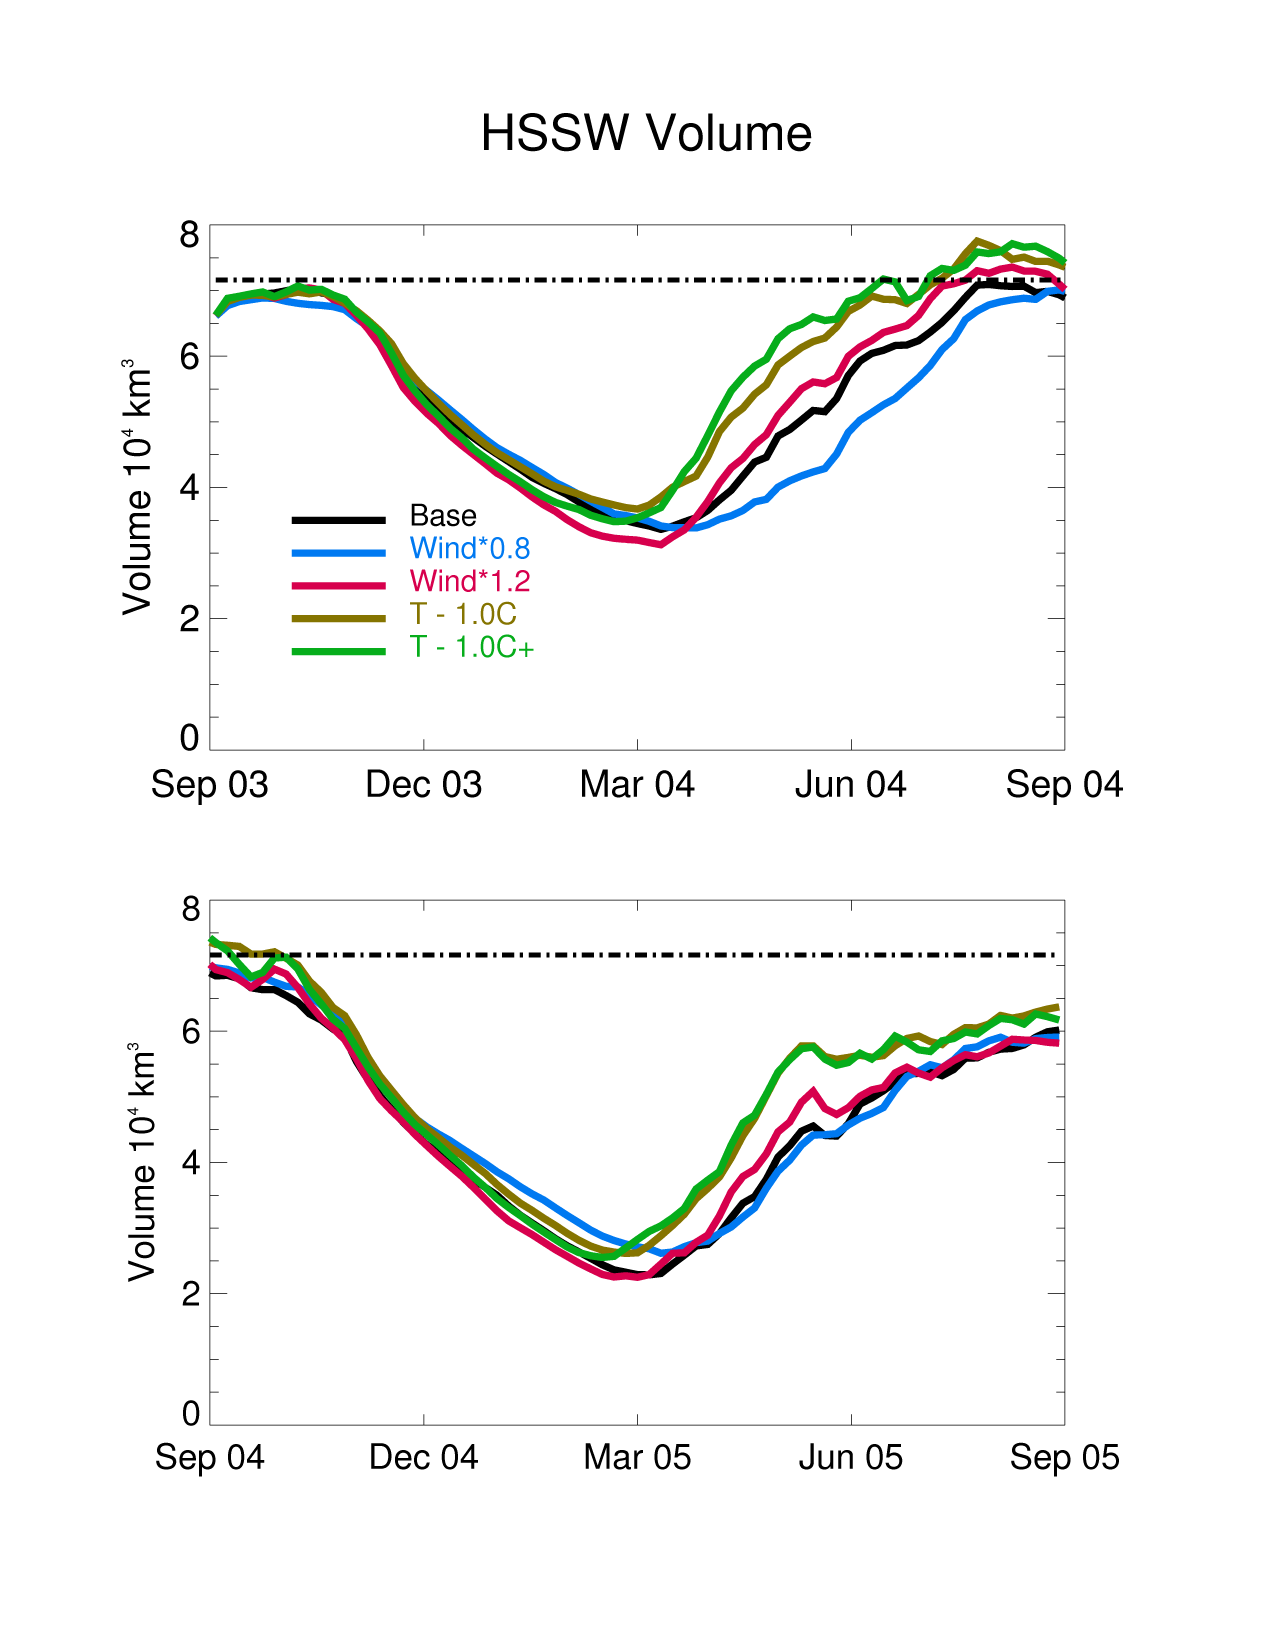 HSSW Volume
8
6
4
2
0
Volume 10⁴ km³
Base
Wind*0.8
Wind*1.2
T - 1.0C
T - 1.0C+
Sep 03 Dec 03 Mar 04 Jun 04 Sep 04
8
6
4
2
0
Volume 10⁴ km³
Sep 04 Dec 04 Mar 05 Jun 05 Sep 05